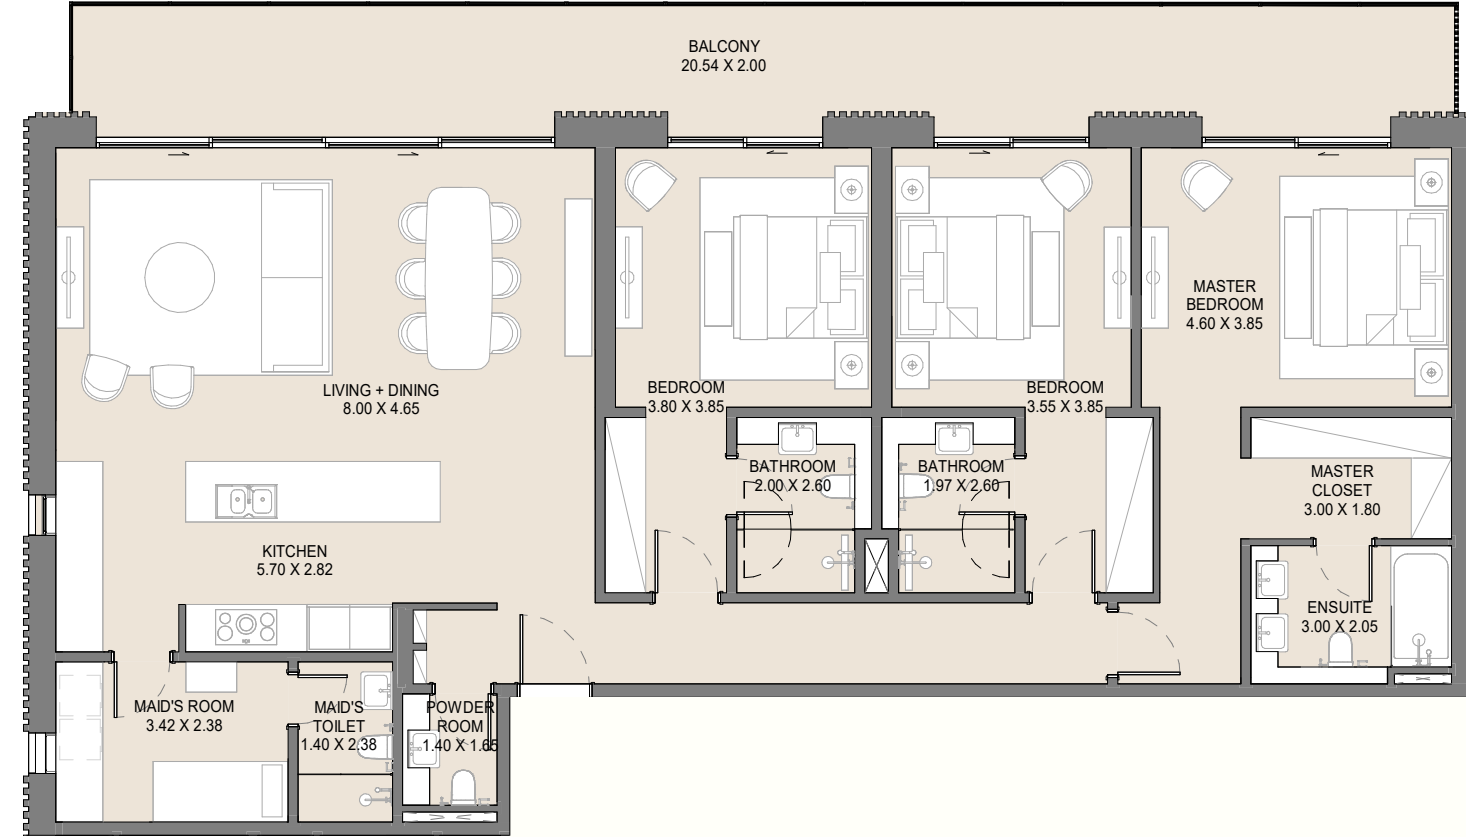 BALCONY
20.54 X 2.00
MASTER
BEDROOM
4.60 X 3.85
LIVING + DINING
8.00 X 4.65
BEDROOM
3.80 X 3.85
BEDROOM
3.55 X 3.85
BATHROOM
2.00 X 2.60
BATHROOM
1.97 X 2.60
MASTER
CLOSET
3.00 X 1.80
KITCHEN
5.70 X 2.82
ENSUITE
3.00 X 2.05
MAID'S ROOM
3.42 X 2.38
MAID'S
TOILET
1.40 X 2.38
POWDER
ROOM
1.40 X 1.65